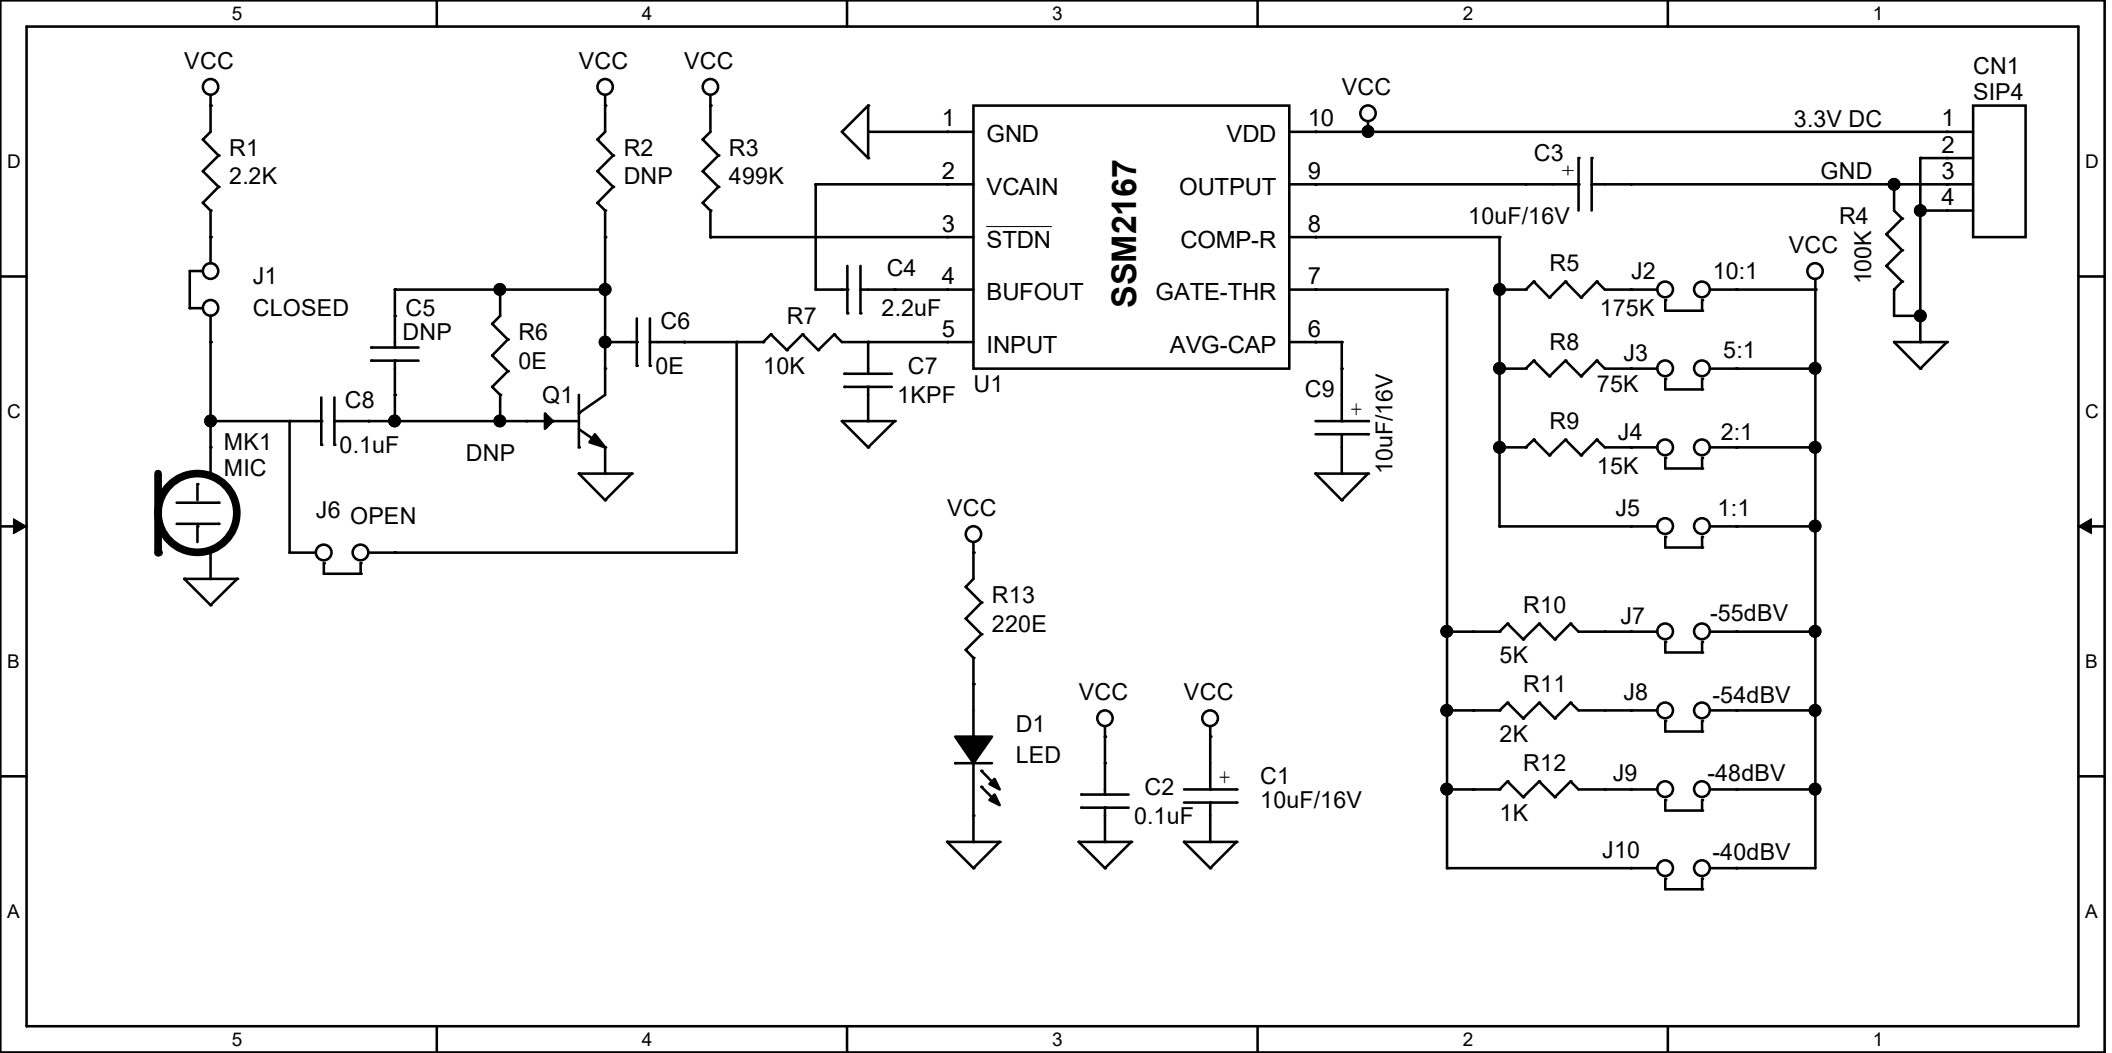 5 4 3 2 1
D
C
B
A
VCC
R1
2.2K
J1
CLOSED
MK1
MIC
C8
0.1uF
J6 OPEN
C5
DNP
R6
0E
DNP
Q1
VCC
R2
DNP
C6
0E
VCC
R3
499K
R7
10K
C7
1KPF
C4
2.2uF
1 GND
2 VCAIN
3 STDN
4 BUFOUT
5 INPUT
SSM2167
U1
VDD 10
OUTPUT 9
COMP-R 8
GATE-THR 7
AVG-CAP 6
VCC
3.3V DC
C3
+
10uF/16V
GND
CN1
SIP4
1
2
3
4
R4
100K
VCC
C9
+
10uF/16V
R5 J2 10:1
175K
R8 J3 5:1
75K
R9 J4 2:1
15K
J5 1:1
R10 J7 -55dBV
5K
R11 J8 -54dBV
2K
R12 J9 -48dBV
1K
J10 -40dBV
VCC
R13
220E
D1
LED
VCC
C2
0.1uF
VCC
+
C1
10uF/16V
D
C
B
A
5 4 3 2 1